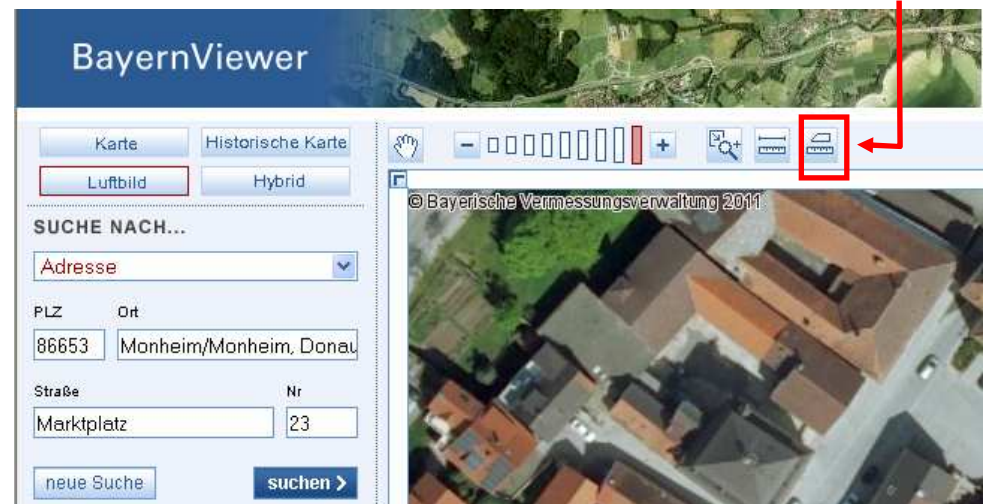 BayernViewer
Karte
Historische Karte
Luftbild
Hybrid
SUCHE NACH...
Adresse
PLZ Ort
86653 Monheim/Monheim, Donau
Straße Nr
Marktplatz 23
neue Suche suchen >
© Bayerische Vermessungsverwaltung 2011